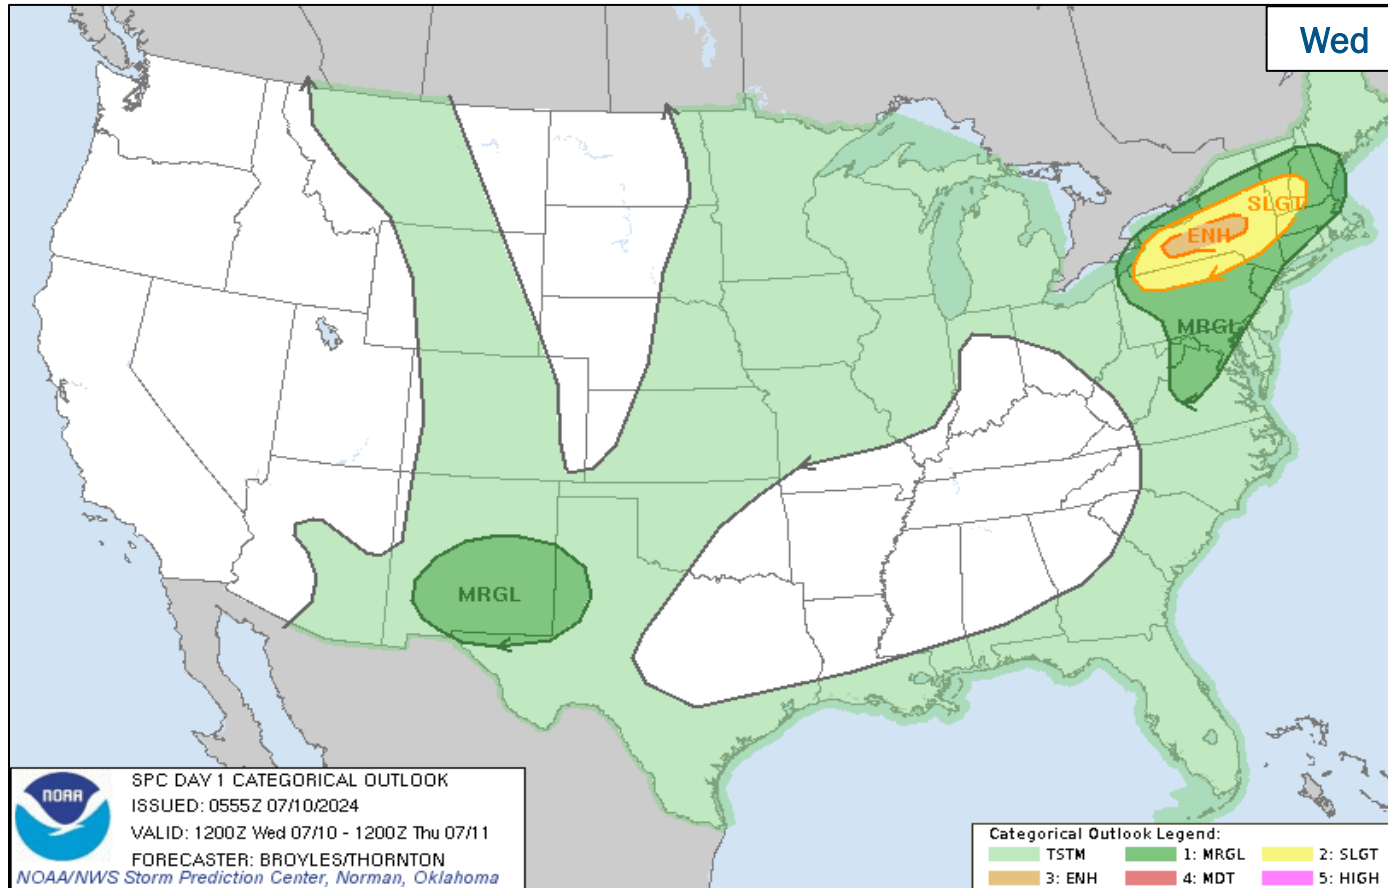 Wed
SLGT
ENH
MRGL
MRGL
NOAA
SPC DAY 1 CATEGORICAL OUTLOOK
ISSUED: 0555Z 07/10/2024
VALID: 1200Z Wed 07/10 - 1200Z Thu 07/11
FORECASTER: BROYLES/THORNTON
NOAA/NWS Storm Prediction Center, Norman, Oklahoma
Categorical Outlook Legend:
TSTM 1: MRGL 2: SLGT
3: ENH 4: MDT 5: HIGH